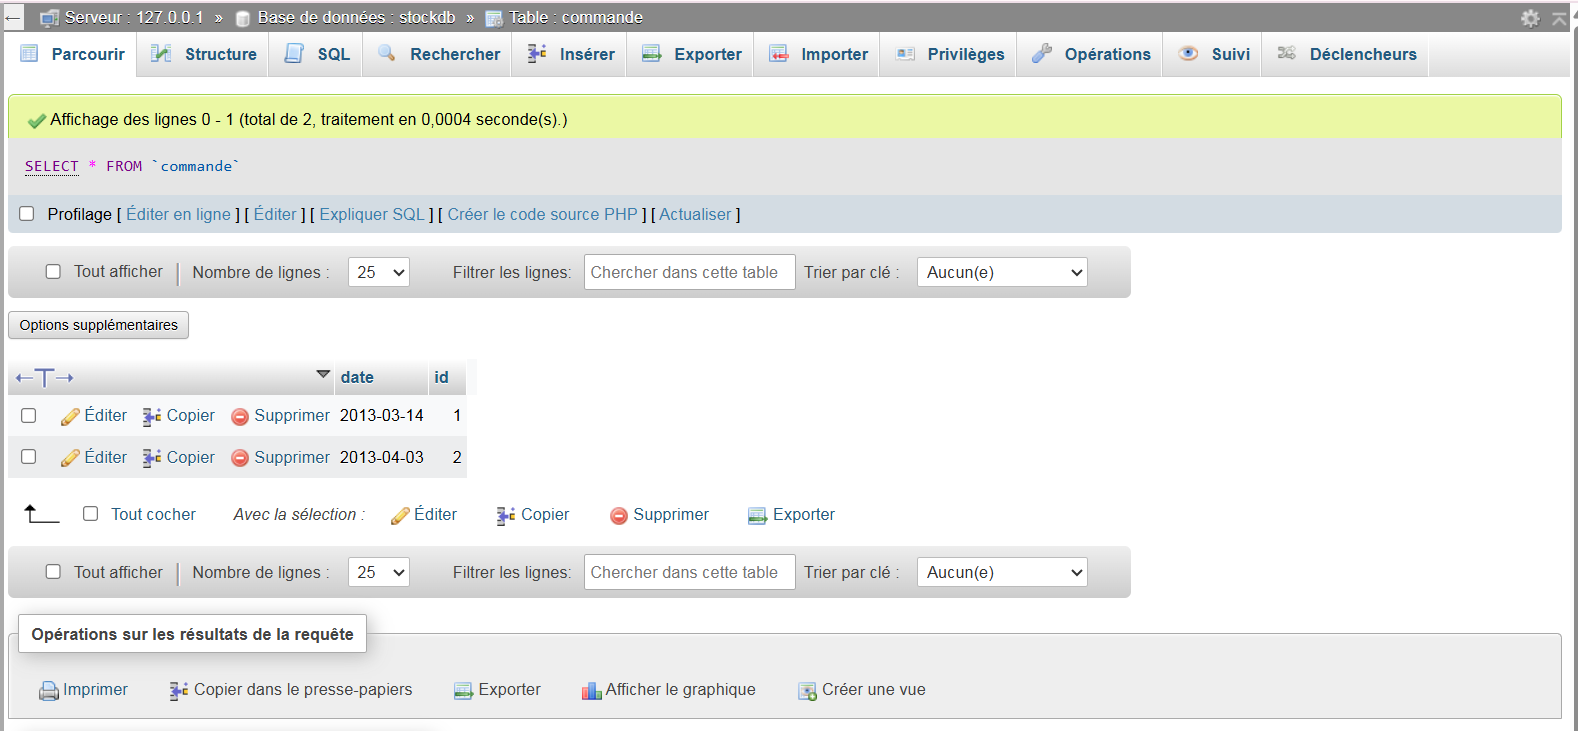 ← Serveur : 127.0.0.1 » Base de données : stockdb » Table : commande
Parcourir Structure SQL Rechercher Insérer Exporter Importer Privilèges Opérations Suivi Déclencheurs
Affichage des lignes 0 - 1 (total de 2, traitement en 0,0004 seconde(s).)
SELECT * FROM `commande`
Profilage [ Éditer en ligne ] [ Éditer ] [ Expliquer SQL ] [ Créer le code source PHP ] [ Actualiser ]
Tout afficher | Nombre de lignes : 25 Filtrer les lignes: Chercher dans cette table Trier par clé : Aucun(e)
Options supplémentaires
←T→ date id
Éditer Copier Supprimer 2013-03-14 1
Éditer Copier Supprimer 2013-04-03 2
Tout cocher Avec la sélection : Éditer Copier Supprimer Exporter
Tout afficher | Nombre de lignes : 25 Filtrer les lignes: Chercher dans cette table Trier par clé : Aucun(e)
Opérations sur les résultats de la requête
Imprimer Copier dans le presse-papiers Exporter Afficher le graphique Créer une vue